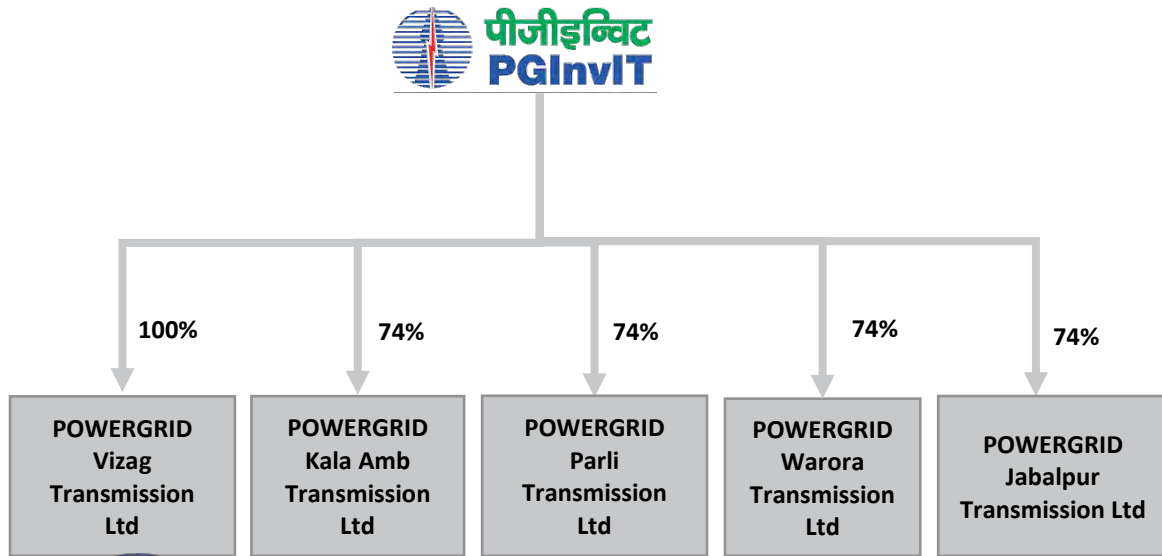 पीजीइन्विट
PGInvIT
100%
74%
74%
74%
74%
POWERGRID
Vizag
Transmission
Ltd
POWERGRID
Kala Amb
Transmission
Ltd
POWERGRID
Parli
Transmission
Ltd
POWERGRID
Warora
Transmission
Ltd
POWERGRID
Jabalpur
Transmission Ltd